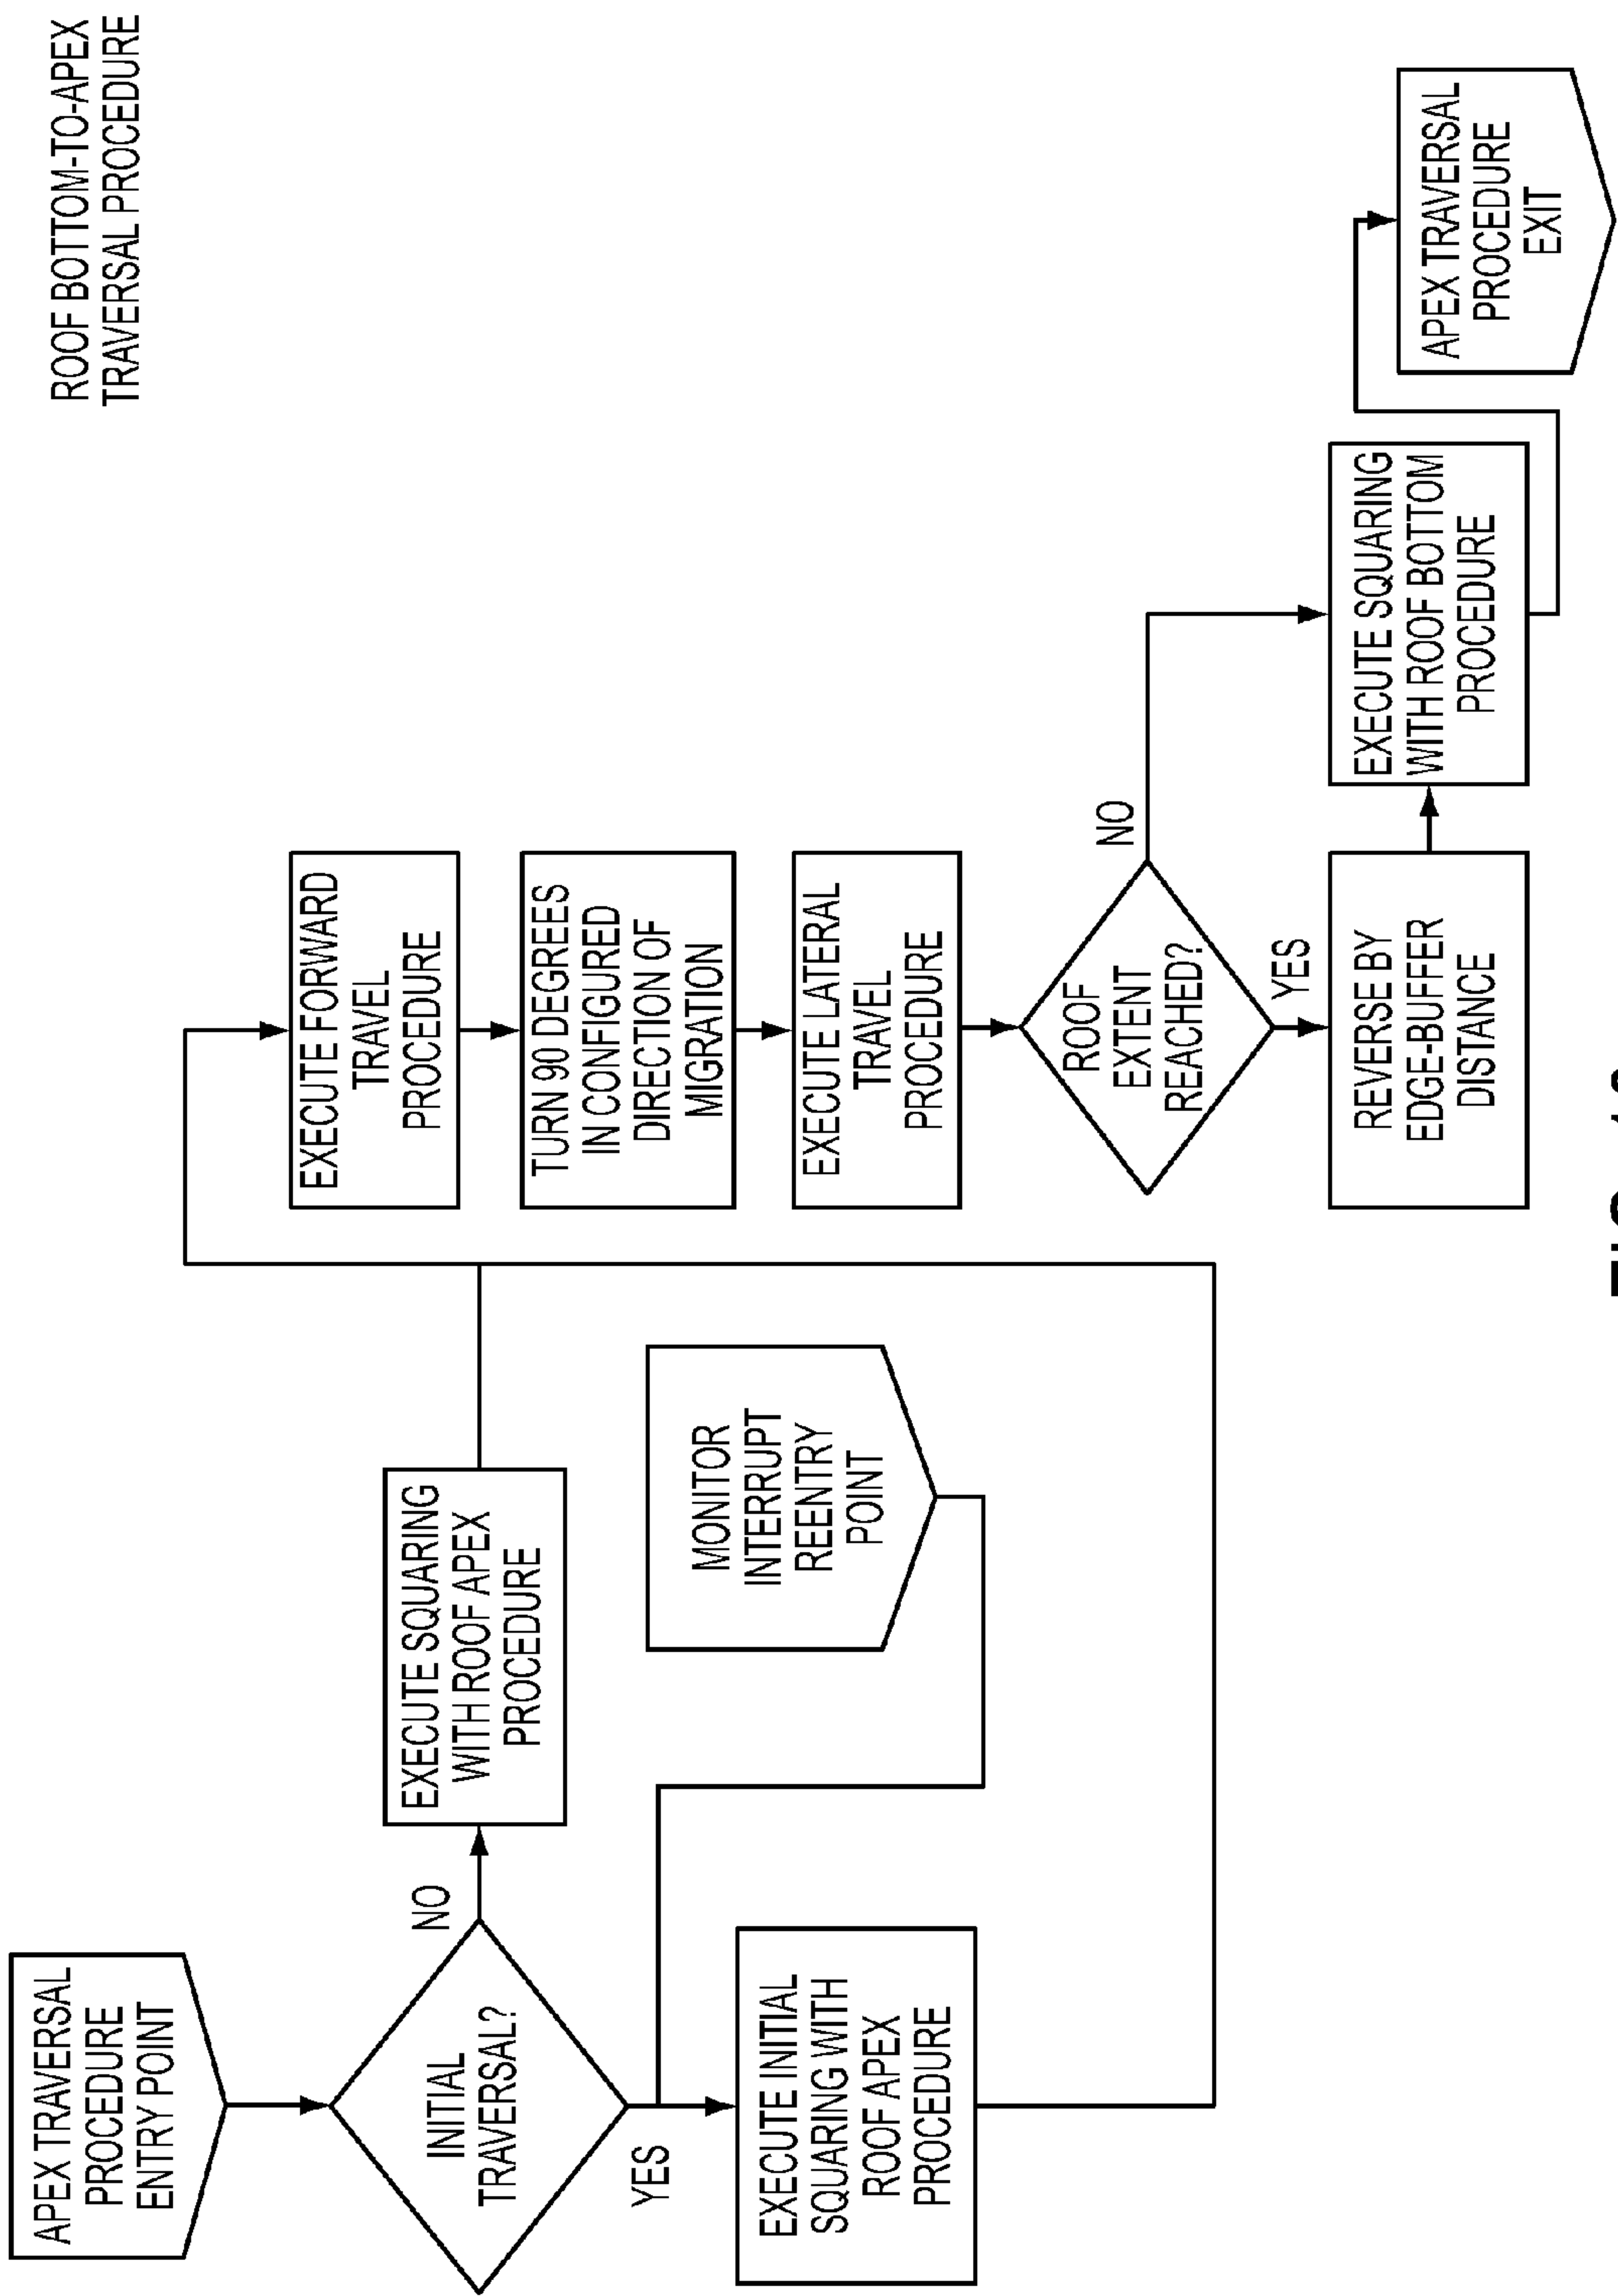 ROOF BOTTOM-TO-APEX
TRAVERSAL PROCEDURE
APEX TRAVERSAL
PROCEDURE
ENTRY POINT
INITIAL
TRAVERSAL?
NO
YES
EXECUTE SQUARING
WITH ROOF APEX
PROCEDURE
MONITOR
INTERRUPT
REENTRY
POINT
EXECUTE INITIAL
SQUARING WITH
ROOF APEX
PROCEDURE
EXECUTE FORWARD
TRAVEL
PROCEDURE
TURN 90 DEGREES
IN CONFIGURED
DIRECTION OF
MIGRATION
EXECUTE LATERAL
TRAVEL
PROCEDURE
ROOF
EXTENT
REACHED?
NO
YES
REVERSE BY
EDGE-BUFFER
DISTANCE
EXECUTE SQUARING
WITH ROOF BOTTOM
PROCEDURE
APEX TRAVERSAL
PROCEDURE
EXIT